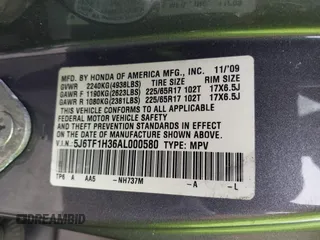 MFD. BY HONDA OF AMERICA MFG., INC. 11/'09
GVWR 2240KG(4938LBS) TIRE SIZE RIM SIZE
GAWR F 1190KG(2623LBS) 225/65R17 102T 17X6.5J
GAWR R 1080KG(2381LBS) 225/65R17 102T 17X6.5J
THIS VEHICLE CONFORMS TO ALL APPLICABLE
FEDERAL MOTOR VEHICLE SAFETY STANDARDS IN
EFFECT ON THE DATE OF MANUFACTURE SHOWN ABOVE.
V.I.N.: 5J6TF1H36AL000580 TYPE: MPV
TP6 A AA5 -NH737M -A -L
DREAMBID